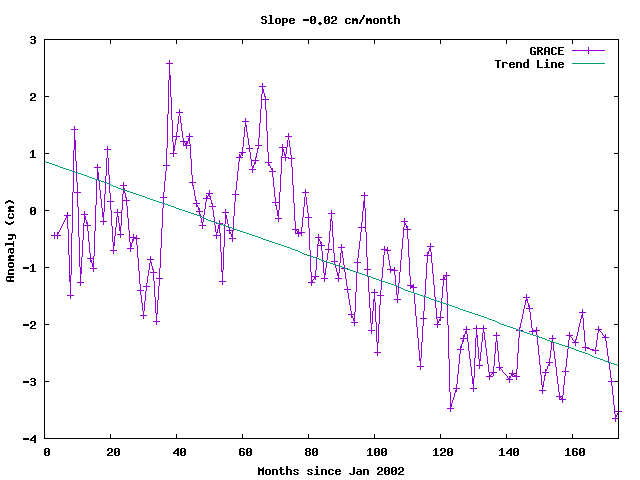 Slope -0.02 cm/month
GRACE
Trend Line
3
2
1
0
-1
-2
-3
-4
Anomaly (cm)
0 20 40 60 80 100 120 140 160
Months since Jan 2002